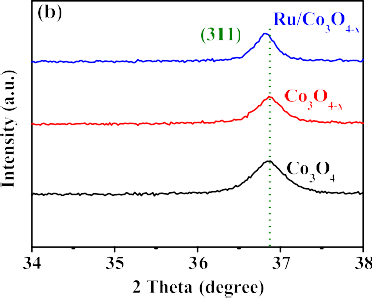 (b)
Ru/Co₃O₄₋ₓ
(311)
Co₃O₄₋ₓ
Co₃O₄
Intensity (a.u.)
34 35 36 37 38
2 Theta (degree)